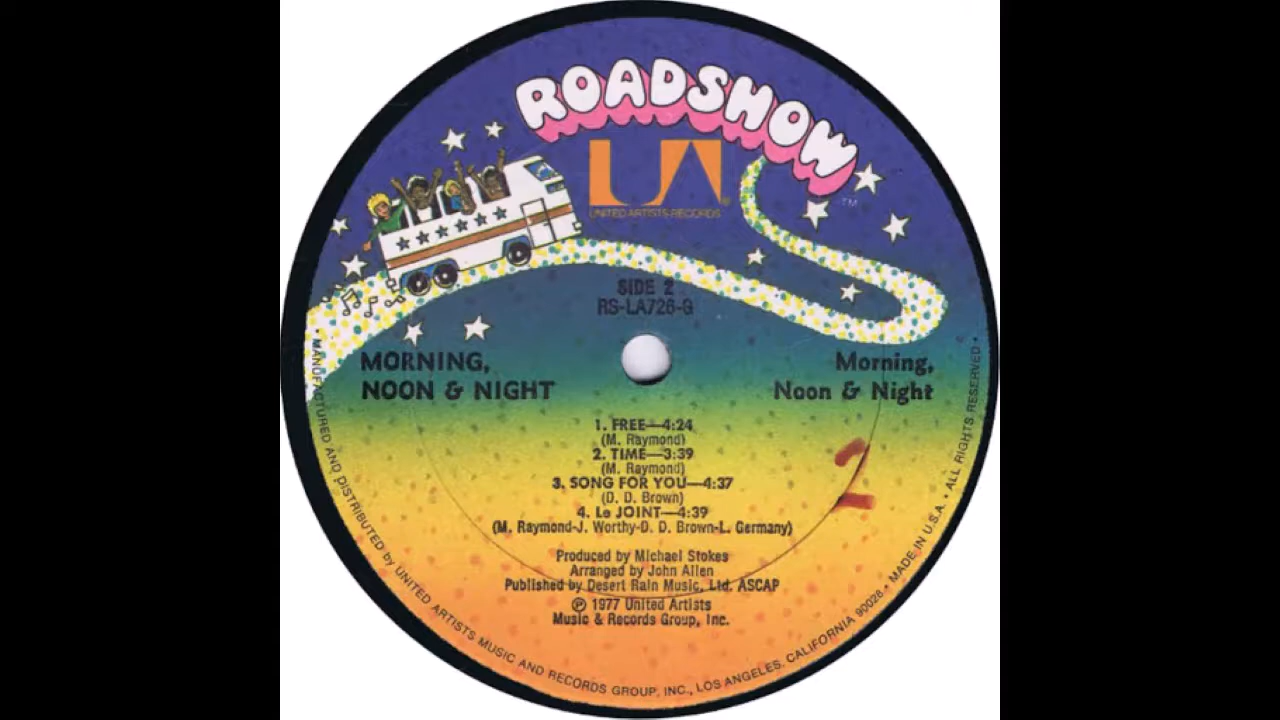 ROADSHOW
TM
UA
®
UNITED ARTISTS RECORDS
SIDE 2
RS-LA726-G
MORNING,
NOON & NIGHT
Morning,
Noon & Night
1. FREE—4:24
(M. Raymond)
2. TIME—3:39
(M. Raymond)
3. SONG FOR YOU—4:37
(D. D. Brown)
4. Le JOINT—4:39
(M. Raymond-J. Worthy-D. D. Brown-L. Germany)
2
Produced by Michael Stokes
Arranged by John Allen
Published by Desert Rain Music, Ltd. ASCAP
℗ 1977 United Artists
Music & Records Group, Inc.
• MANUFACTURED AND DISTRIBUTED by UNITED ARTISTS MUSIC AND RECORDS GROUP, INC., LOS ANGELES, CALIFORNIA 90028 • MADE IN U.S.A. • ALL RIGHTS RESERVED •